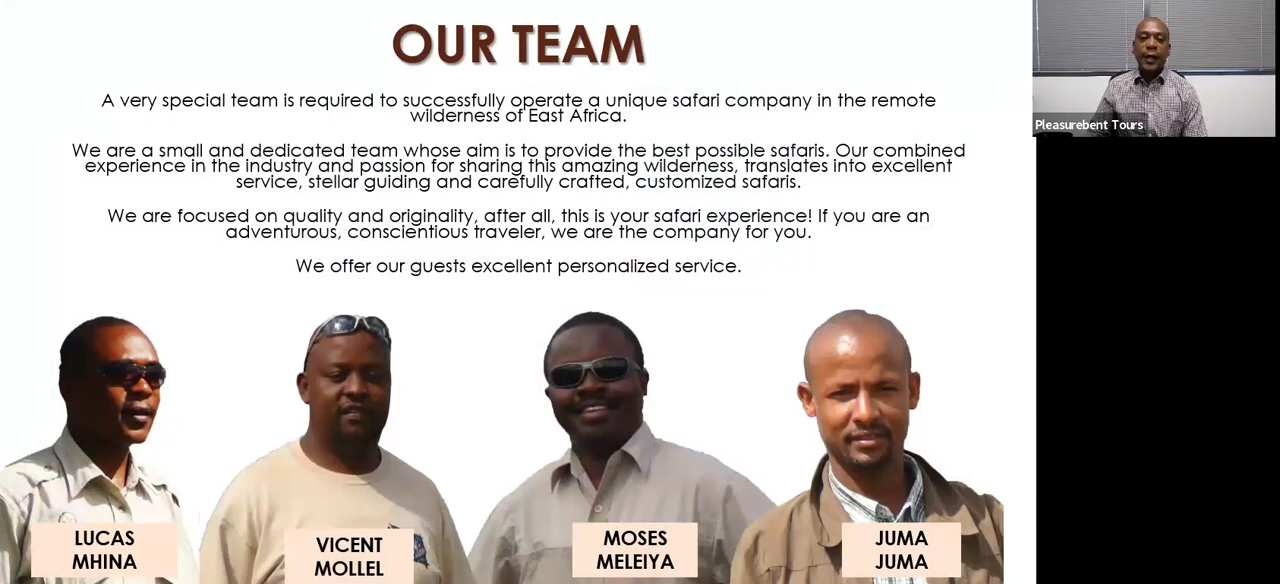 OUR TEAM
A very special team is required to successfully operate a unique safari company in the remote
wilderness of East Africa.
We are a small and dedicated team whose aim is to provide the best possible safaris. Our combined
experience in the industry and passion for sharing this amazing wilderness, translates into excellent
service, stellar guiding and carefully crafted, customized safaris.
We are focused on quality and originality, after all, this is your safari experience! If you are an
adventurous, conscientious traveler, we are the company for you.
We offer our guests excellent personalized service.
LUCAS
MHINA
VICENT
MOLLEL
MOSES
MELEIYA
JUMA
JUMA
Pleasurebent Tours